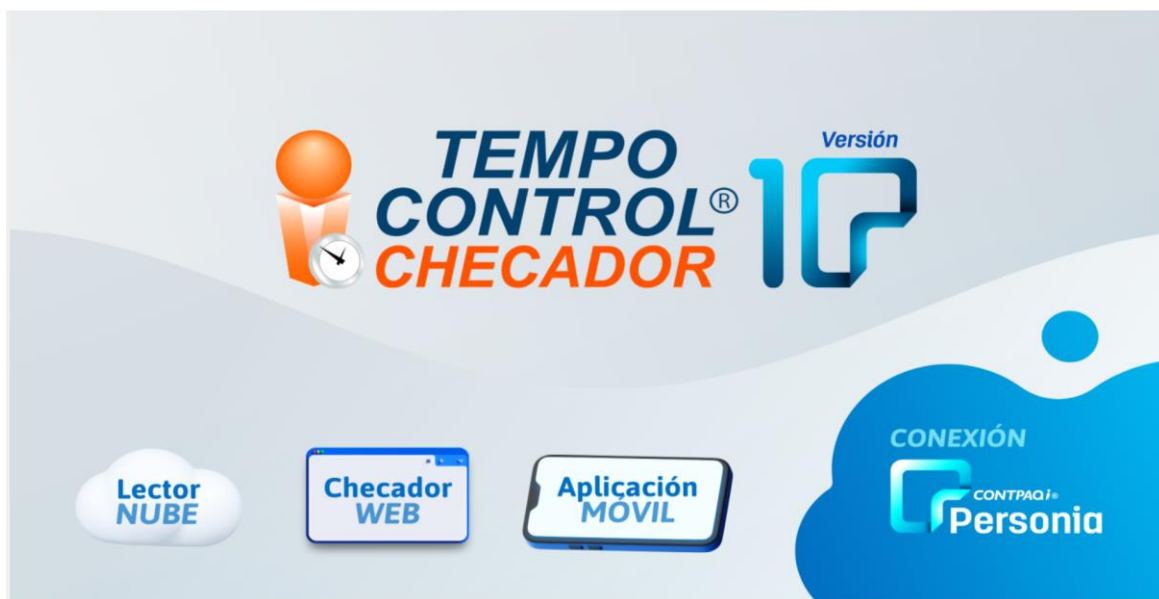 TEMPO
CONTROL®
CHECADOR
Versión
10
Lector
NUBE
Checador
WEB
Aplicación
MÓVIL
CONEXIÓN
CONTPAQi®
Personia